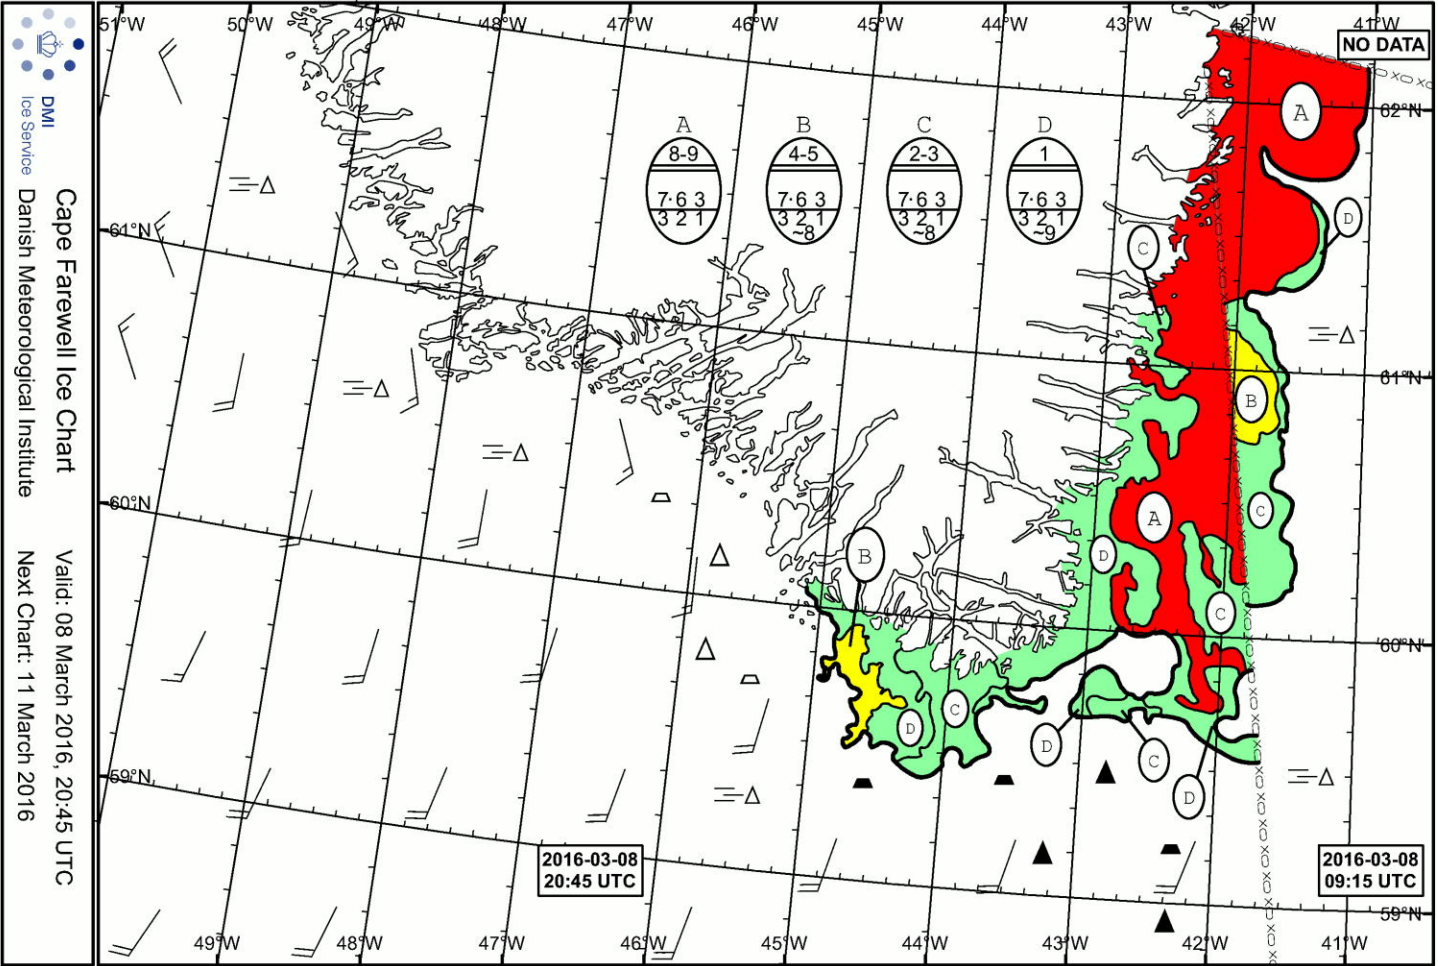 DMI
Ice Service
Cape Farewell Ice Chart
Danish Meteorological Institute
Valid: 08 March 2016, 20:45 UTC
Next Chart: 11 March 2016
51°W 50°W 49°W 48°W 47°W 46°W 45°W 44°W 43°W 42°W 41°W
NO DATA
62°N
A B C D
8-9 4-5 2-3 1
7·6 3 7·6 3 7·6 3 7·6 3
3 2 1 3 2 1 3 2 1 3 2 1
~8 ~8 ~9
A
D
C
61°N
61°N
B
60°N
A
C
D
B
C
60°N
D
C
D
C
D
59°N
2016-03-08
20:45 UTC
2016-03-08
09:15 UTC
59°N
49°W 48°W 47°W 46°W 45°W 44°W 43°W 42°W 41°W